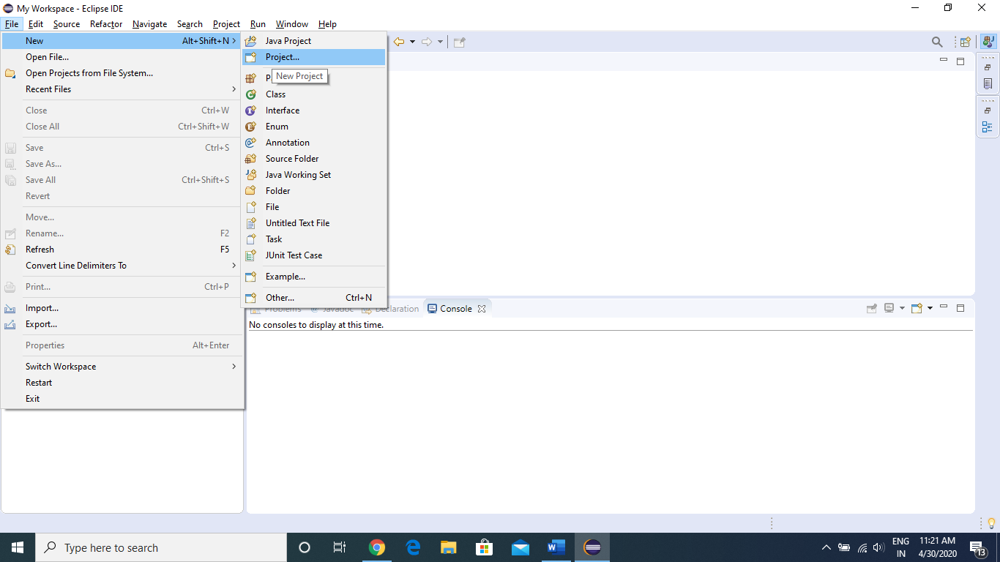 My Workspace - Eclipse IDE
File Edit Source Refactor Navigate Search Project Run Window Help
New Alt+Shift+N
Open File...
Open Projects from File System...
Recent Files
Close Ctrl+W
Close All Ctrl+Shift+W
Save Ctrl+S
Save As...
Save All Ctrl+Shift+S
Revert
Move...
Rename... F2
Refresh F5
Convert Line Delimiters To
Print... Ctrl+P
Import...
Export...
Properties Alt+Enter
Switch Workspace
Restart
Exit
Java Project
Project...
New Project
P
Class
Interface
Enum
Annotation
Source Folder
Java Working Set
Folder
File
Untitled Text File
Task
JUnit Test Case
Example...
Other... Ctrl+N
Problems Javadoc Declaration Console
No consoles to display at this time.
Type here to search
ENG
IN
11:21 AM
4/30/2020
13